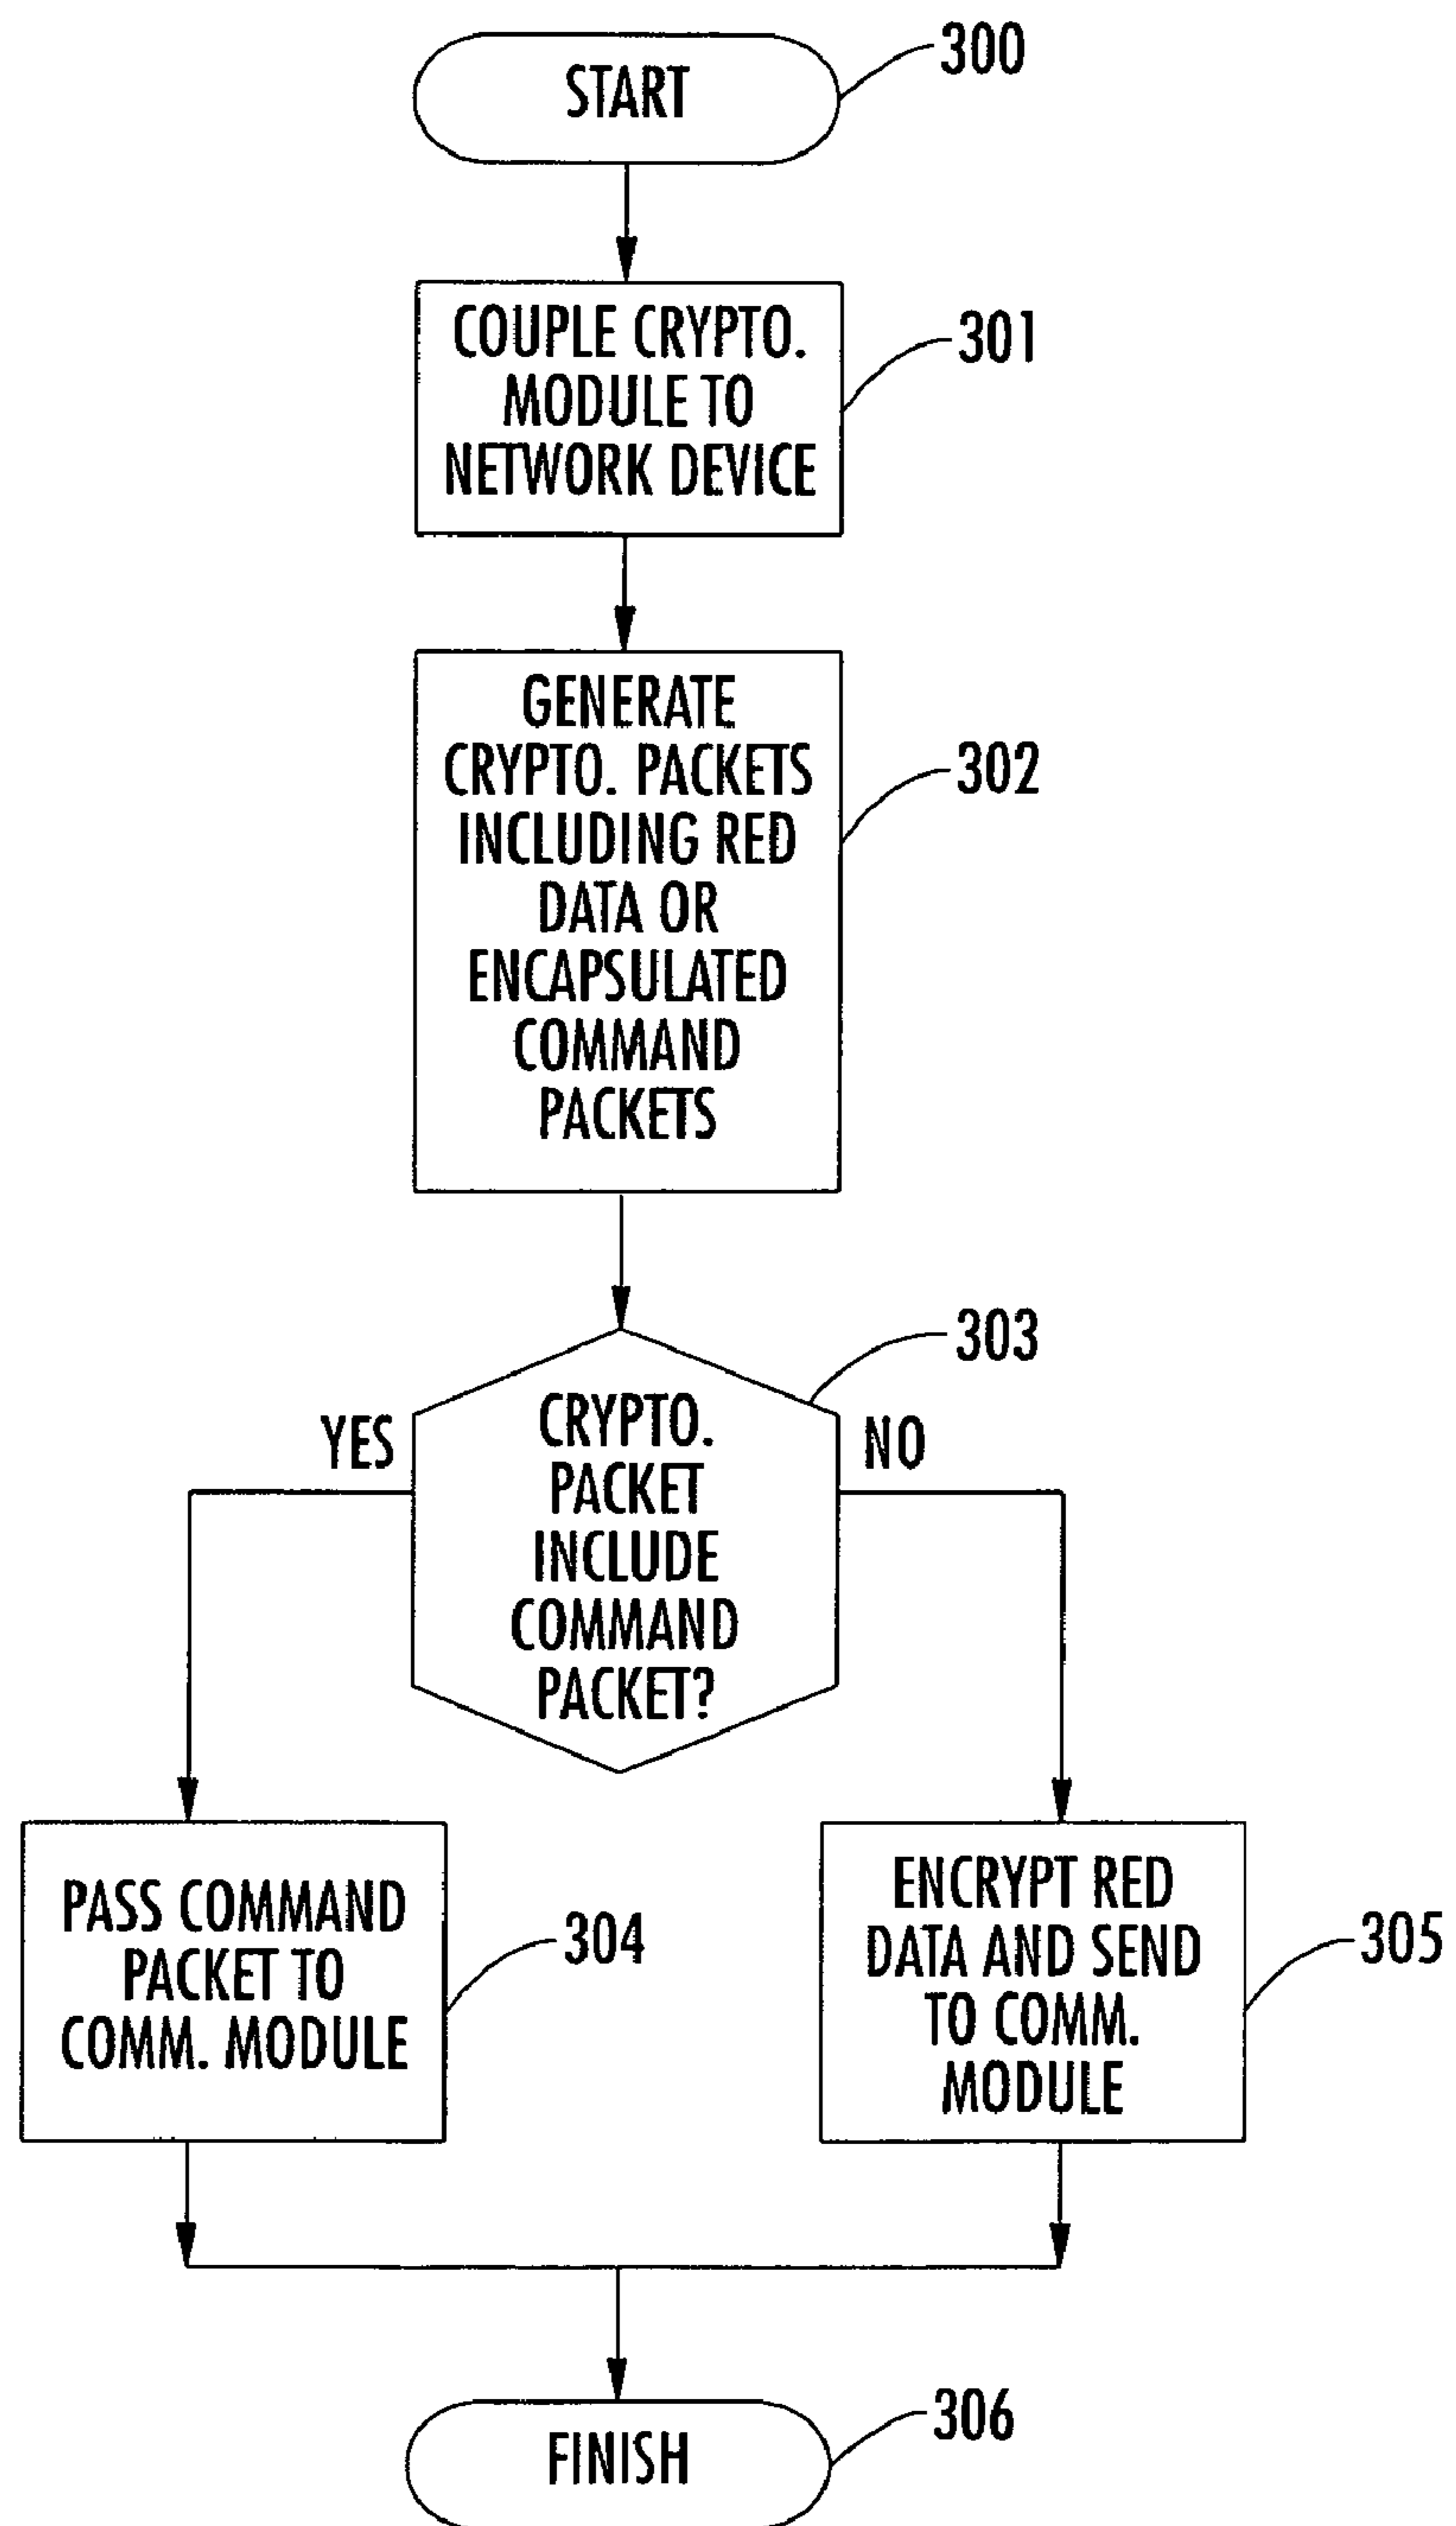 START
300
COUPLE CRYPTO.
MODULE TO
NETWORK DEVICE
301
GENERATE
CRYPTO. PACKETS
INCLUDING RED
DATA OR
ENCAPSULATED
COMMAND
PACKETS
302
303
YES
CRYPTO.
PACKET
INCLUDE
COMMAND
PACKET?
NO
PASS COMMAND
PACKET TO
COMM. MODULE
304
ENCRYPT RED
DATA AND SEND
TO COMM.
MODULE
305
FINISH
306